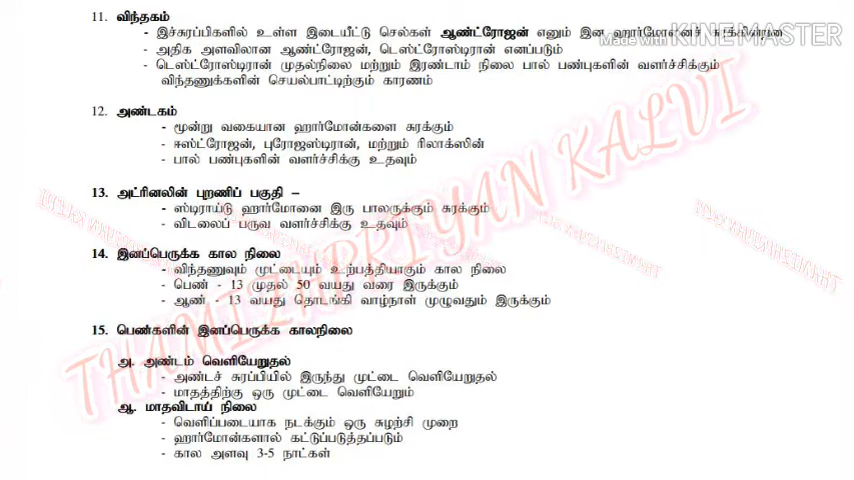 11. விந்தகம்
- இச்சுரப்பிகளில் உள்ள இடையீட்டு செல்கள் ஆண்ட்ரோஜன் எனும் இன ஹார்மோனைச் சுரக்கின்றன
Made with KINEMASTER
- அதிக அளவிலான ஆண்ட்ரோஜன், டெஸ்ட்ரோஸ்டிரான் எனப்படும்
- டெஸ்ட்ரோஸ்டிரான் முதல்நிலை மற்றும் இரண்டாம் நிலை பால் பண்புகளின் வளர்ச்சிக்கும்
விந்தணுக்களின் செயல்பாட்டிற்கும் காரணம்
12. அண்டகம்
- மூன்று வகையான ஹார்மோன்களை சுரக்கும்
- ஈஸ்ட்ரோஜன், புரோஜஸ்டிரான், மற்றும் ரிலாக்ஸின்
- பால் பண்புகளின் வளர்ச்சிக்கு உதவும்
13. அட்ரினலின் புறணிப் பகுதி –
- ஸ்டிராய்டு ஹார்மோனை இரு பாலருக்கும் சுரக்கும்
- விடலைப் பருவ வளர்ச்சிக்கு உதவும்
14. இனப்பெருக்க கால நிலை
- விந்தணுவும் முட்டையும் உற்பத்தியாகும் கால நிலை
- பெண் - 13 முதல் 50 வயது வரை இருக்கும்
- ஆண் - 13 வயது தொடங்கி வாழ்நாள் முழுவதும் இருக்கும்
15. பெண்களின் இனப்பெருக்க காலநிலை
அ. அண்டம் வெளியேறுதல்
- அண்டச் சுரப்பியில் இருந்து முட்டை வெளியேறுதல்
- மாதத்திற்கு ஒரு முட்டை வெளியேறும்
ஆ. மாதவிடாய் நிலை
- வெளிப்படையாக நடக்கும் ஒரு சுழற்சி முறை
- ஹார்மோன்களால் கட்டுப்படுத்தப்படும்
- கால அளவு 3-5 நாட்கள்
THAMIZHPRIYAN KALVI